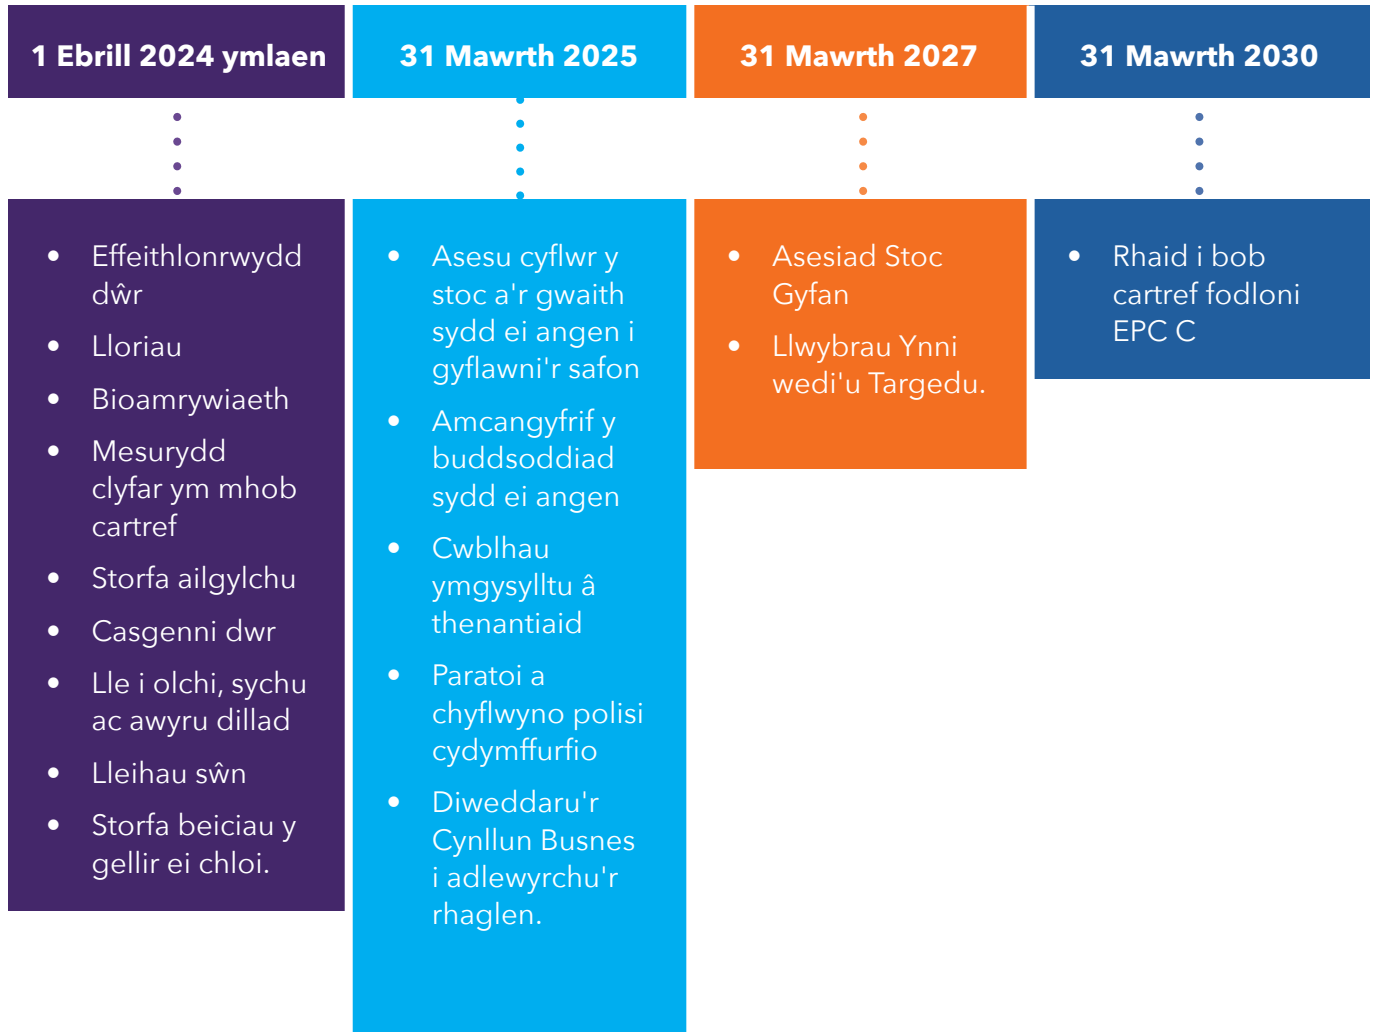 1 Ebrill 2024 ymlaen
• Effeithlonrwydd
dŵr
• Lloriau
• Bioamrywiaeth
• Mesurydd
clyfar ym mhob
cartref
• Storfa ailgylchu
• Casgenni dwr
• Lle i olchi, sychu
ac awyru dillad
• Lleihau sŵn
• Storfa beiciau y
gellir ei chloi.
31 Mawrth 2025
• Asesu cyflwr y
stoc a'r gwaith
sydd ei angen i
gyflawni'r safon
• Amcangyfrif y
buddsoddiad
sydd ei angen
• Cwblhau
ymgysylltu â
thenantiaid
• Paratoi a
chyflwyno polisi
cydymffurfio
• Diweddaru'r
Cynllun Busnes
i adlewyrchu'r
rhaglen.
31 Mawrth 2027
• Asesiad Stoc
Gyfan
• Llwybrau Ynni
wedi'u Targedu.
31 Mawrth 2030
• Rhaid i bob
cartref fodloni
EPC C